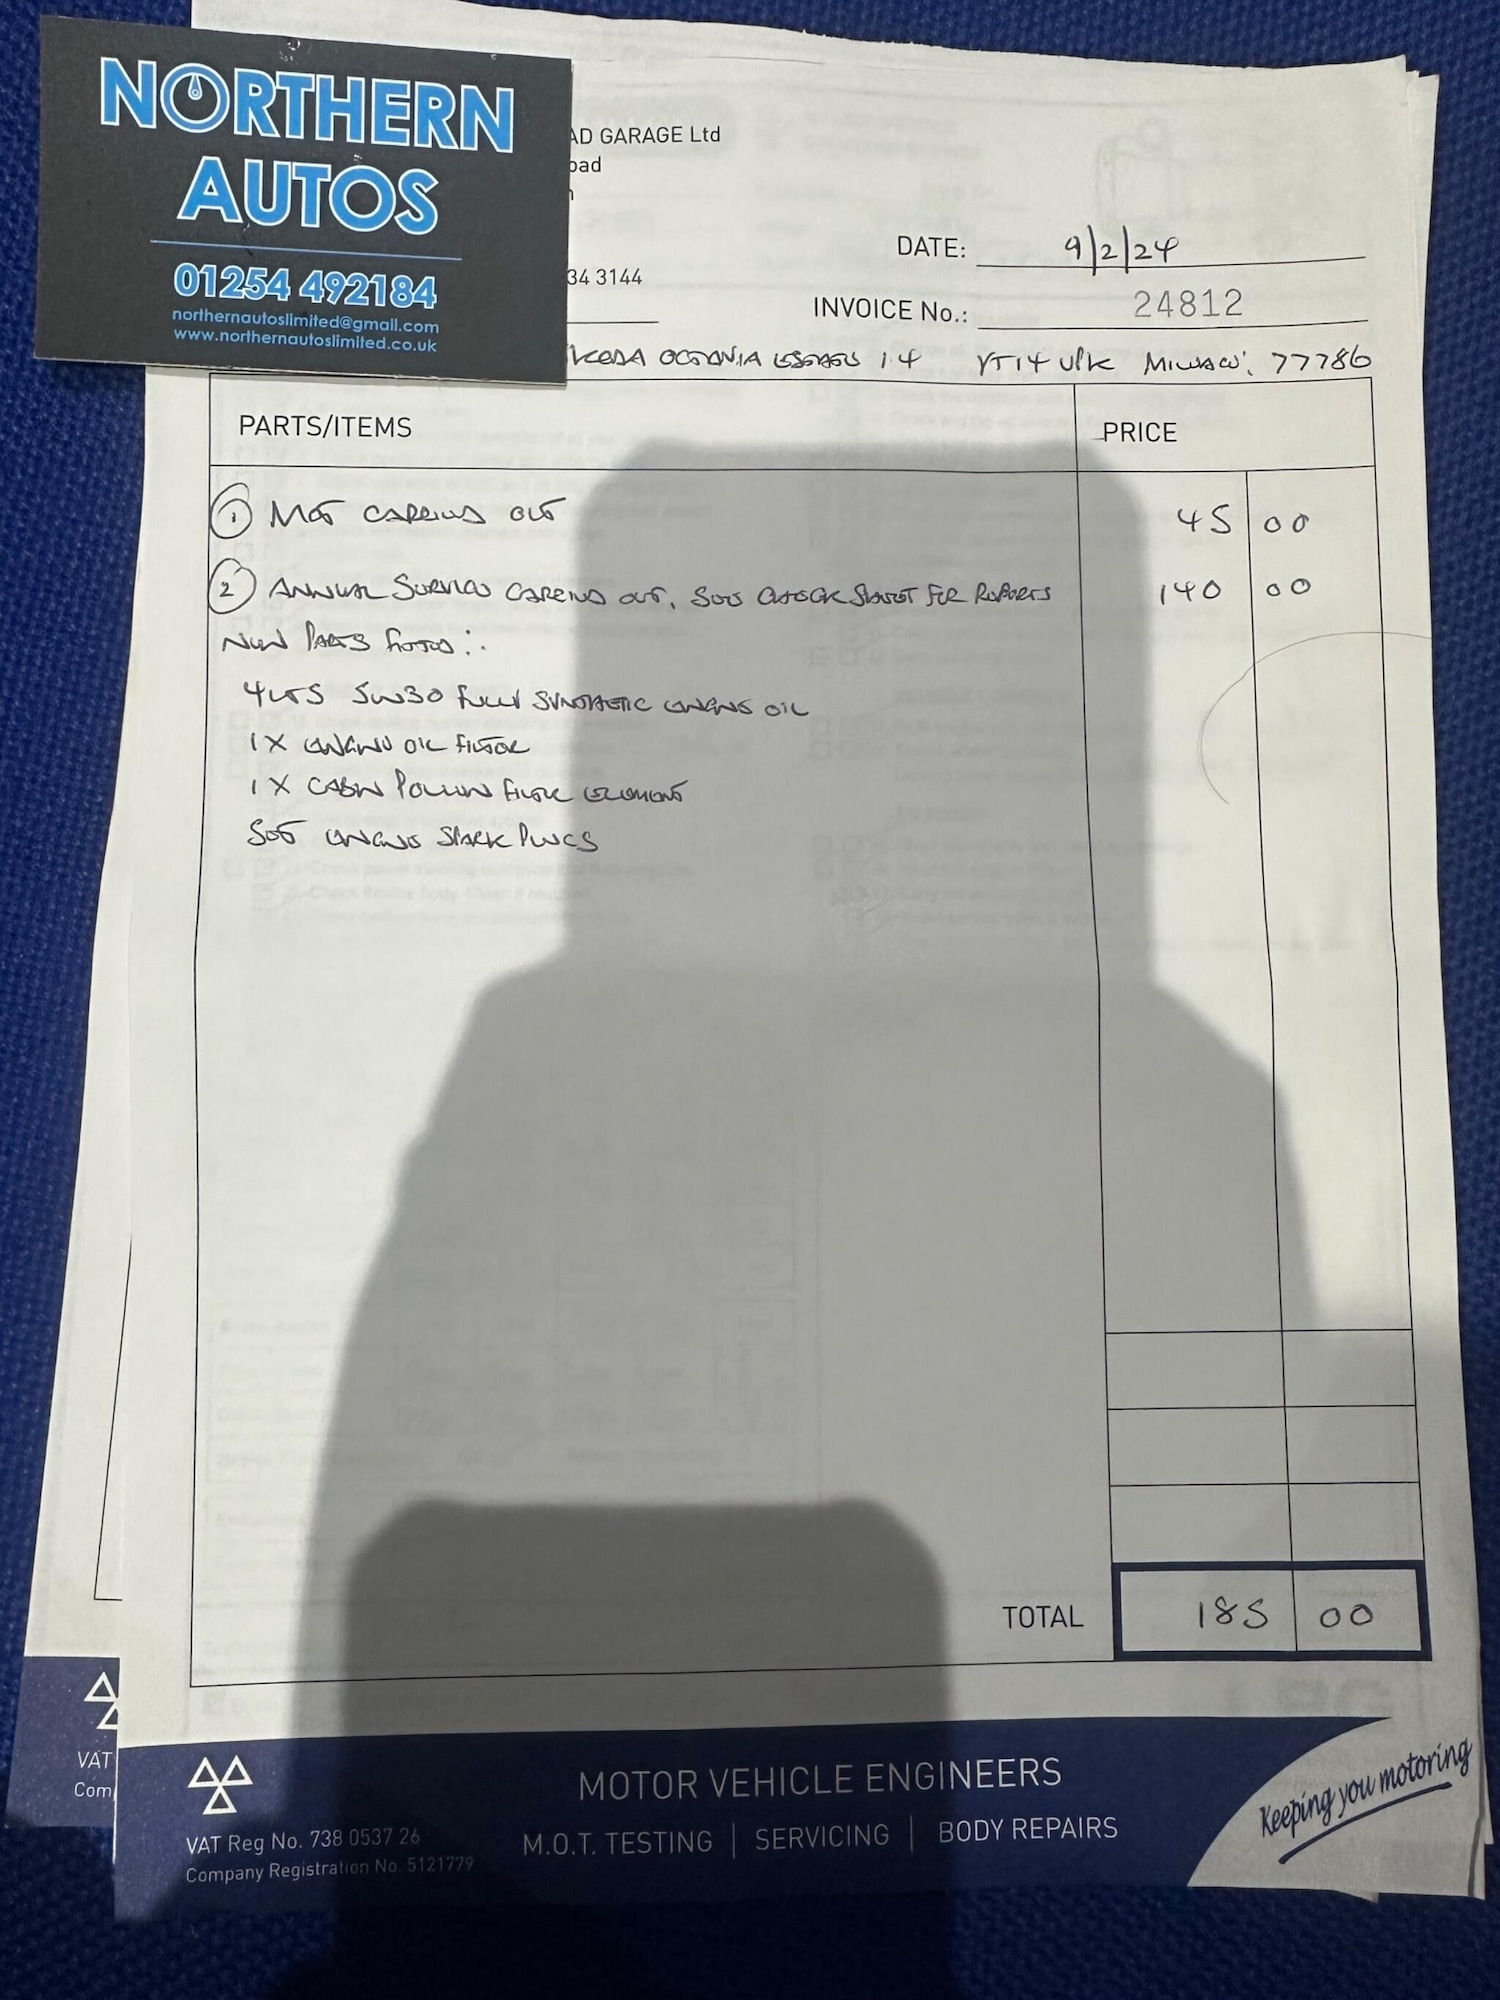 NORTHERN
AUTOS
01254 492184
northernautoslimited@gmail.com
www.northernautoslimited.co.uk
AD GARAGE Ltd
oad
34 3144
DATE: 9/2/24
INVOICE No.: 24812
KODA OCTAVIA ESTATE 1.4 YT14 UPK MILEAGE: 77786
PARTS/ITEMS PRICE
1 MOT CARRIED OUT 45 00
2 ANNUAL SERVICE CARRIED OUT, SEE CHECK SHEET FOR REPORTS 140 00
NEW PARTS FITTED:
4LTS 5W30 FULLY SYNTHETIC ENGINE OIL
1X ENGINE OIL FILTER
1X CABIN POLLEN FILTER ELEMENT
SET ENGINE SPARK PLUGS
TOTAL 185 00
VAT
Com
MOTOR VEHICLE ENGINEERS
M.O.T. TESTING | SERVICING | BODY REPAIRS
VAT Reg No. 738 0537 26
Company Registration No. 5121779
Keeping you motoring